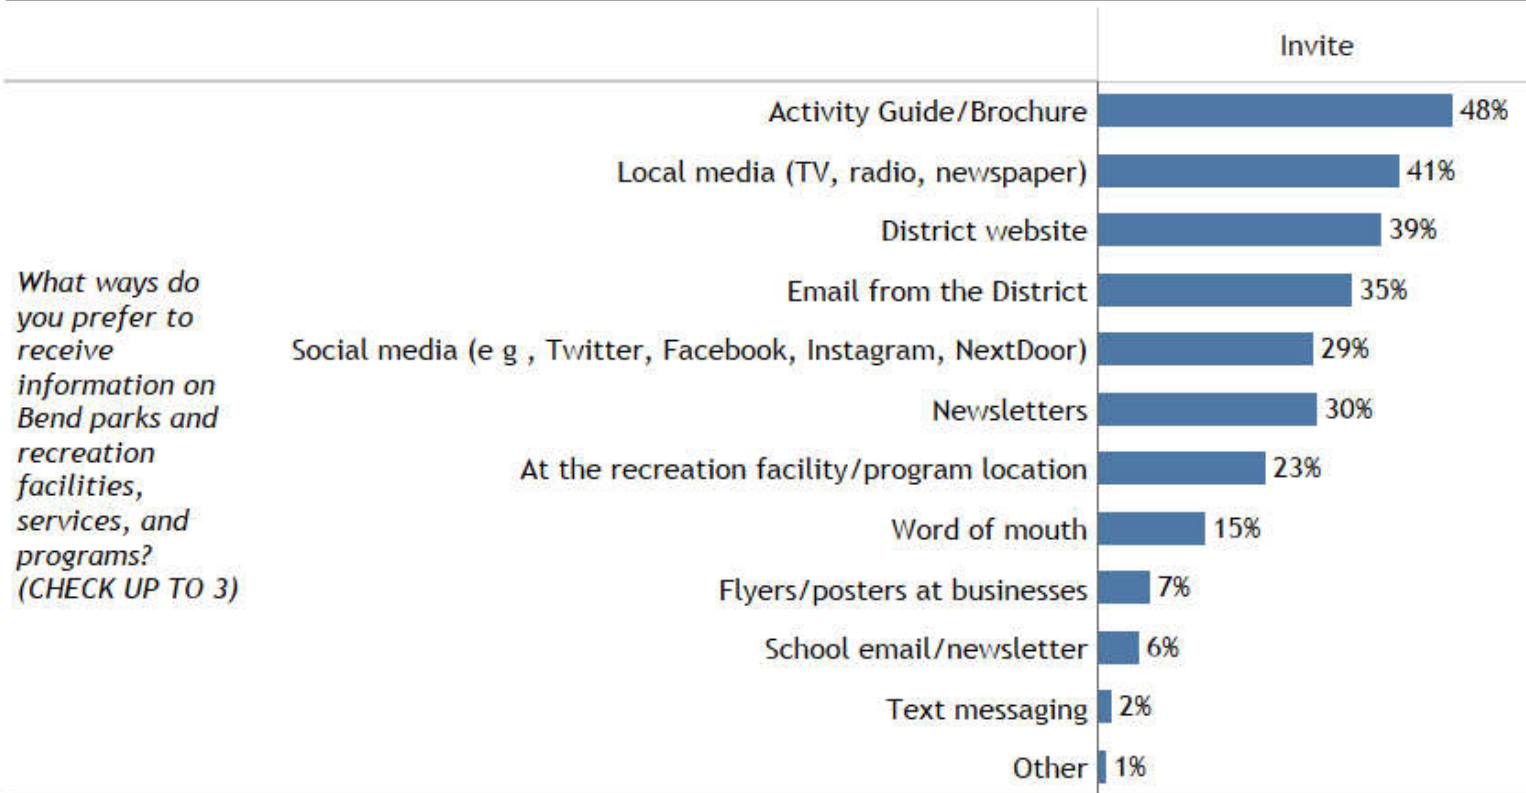 Invite
What ways do
you prefer to
receive
information on
Bend parks and
recreation
facilities,
services, and
programs?
(CHECK UP TO 3)
Activity Guide/Brochure 48%
Local media (TV, radio, newspaper) 41%
District website 39%
Email from the District 35%
Social media (e g , Twitter, Facebook, Instagram, NextDoor) 29%
Newsletters 30%
At the recreation facility/program location 23%
Word of mouth 15%
Flyers/posters at businesses 7%
School email/newsletter 6%
Text messaging 2%
Other 1%